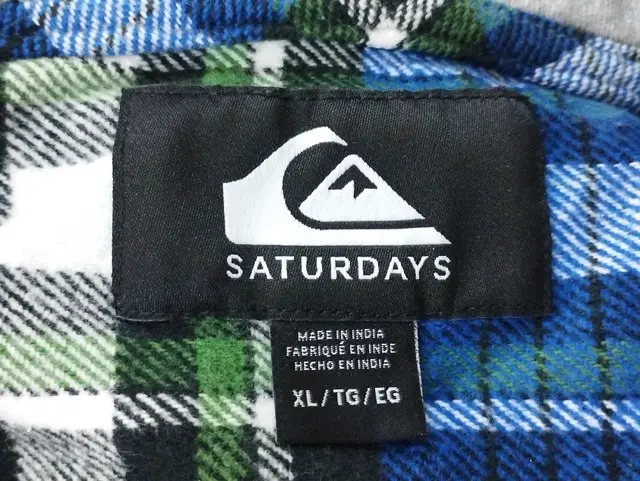 SATURDAYS
MADE IN INDIA
FABRIQUÉ EN INDE
HECHO EN INDIA
XL/TG/EG